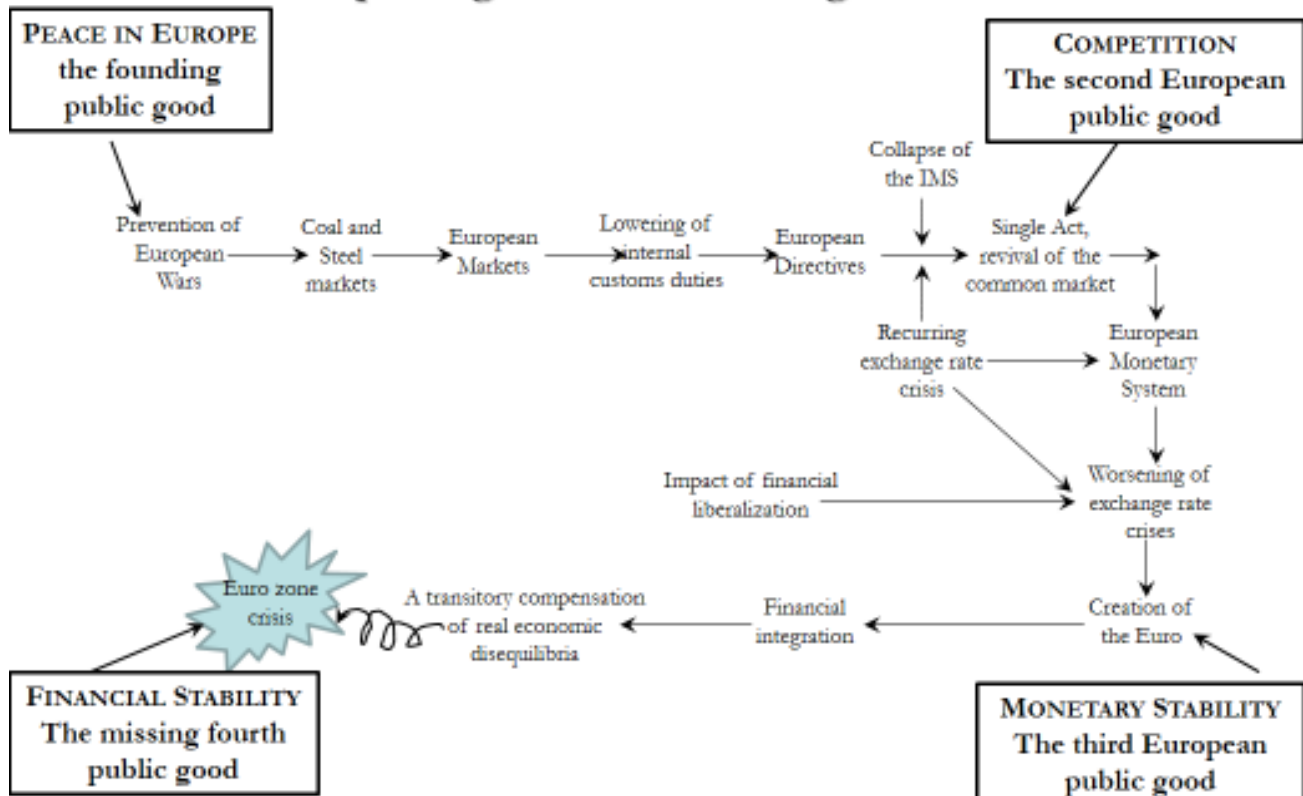 PEACE IN EUROPE
the founding
public good
COMPETITION
The second European
public good
Collapse of
the IMS
Prevention of
European
Wars
Coal and
Steel
markets
European
Markets
Lowering of
internal
customs duties
European
Directives
Single Act,
revival of the
common market
Recurring
exchange rate
crisis
European
Monetary
System
Impact of financial
liberalization
Worsening of
exchange rate
crises
Euro zone
crisis
A transitory compensation
of real economic
disequilibria
Financial
integration
Creation of
the Euro
FINANCIAL STABILITY
The missing fourth
public good
MONETARY STABILITY
The third European
public good